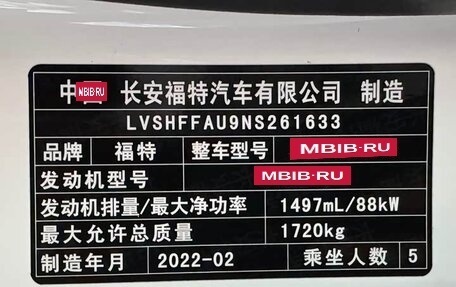 中 MBIB.RU 长安福特汽车有限公司 制造
LVSHFFAU9NS261633
品牌 福特 整车型号 MBIB.RU
发动机型号 MBIB.RU
发动机排量/最大净功率 1497mL/88kW
最大允许总质量 1720kg
制造年月 2022-02 乘坐人数 5